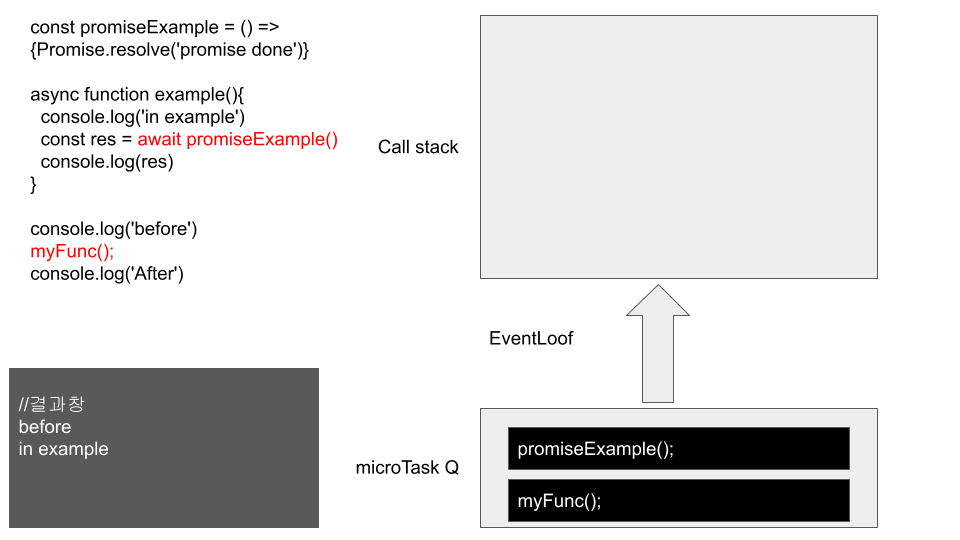 const promiseExample = () =>
{Promise.resolve('promise done')}
async function example(){
console.log('in example')
const res = await promiseExample()
console.log(res)
}
console.log('before')
myFunc();
console.log('After')
Call stack
EventLoof
//결과창
before
in example
microTask Q
promiseExample();
myFunc();